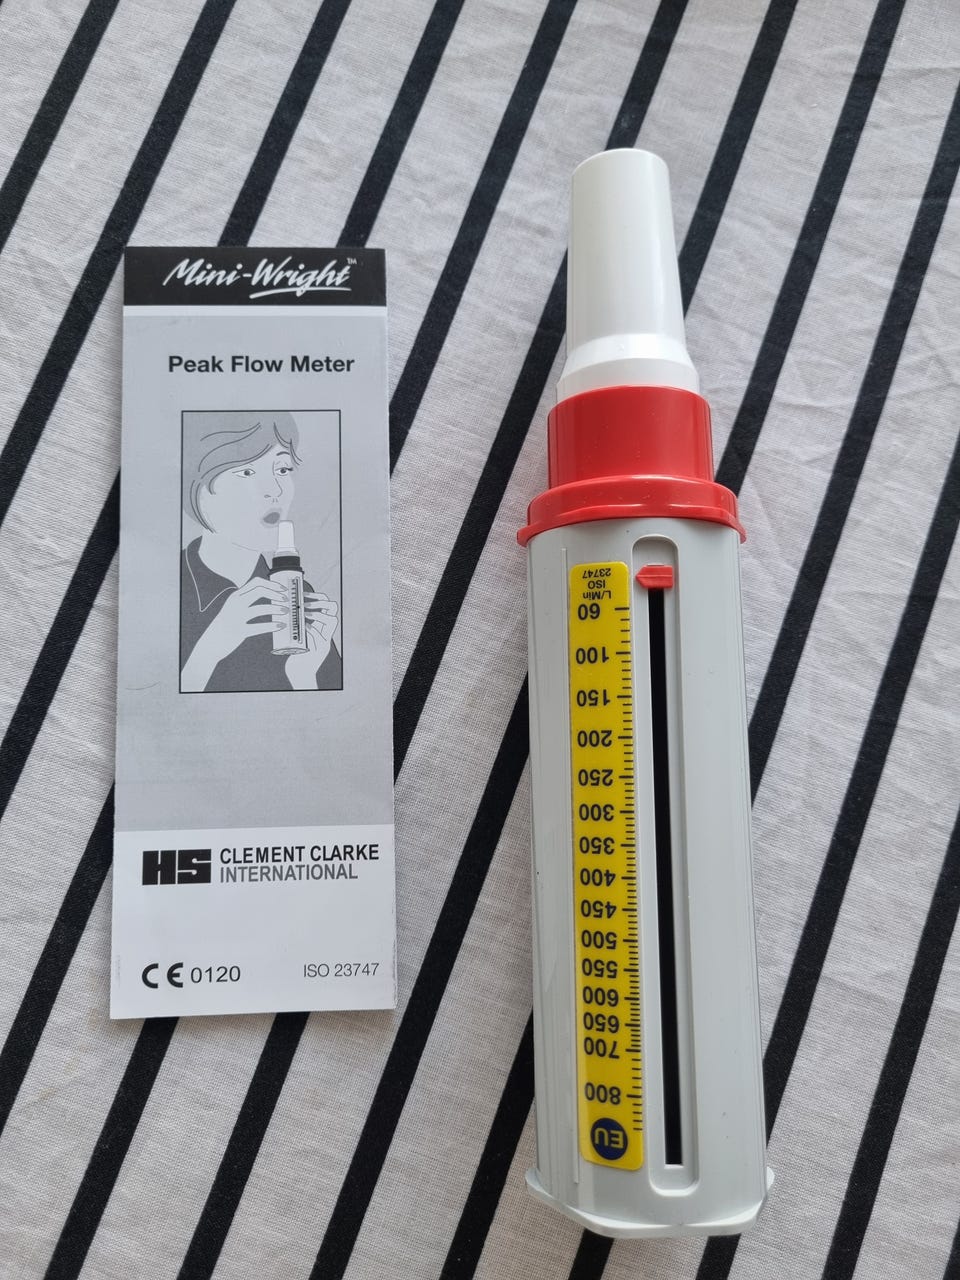 Mini-Wright™
Peak Flow Meter
HS CLEMENT CLARKE
INTERNATIONAL
CE 0120
ISO 23747
L/Min
ISO
23747
60
100
150
200
250
300
350
400
450
500
550
600
650
700
800
EU